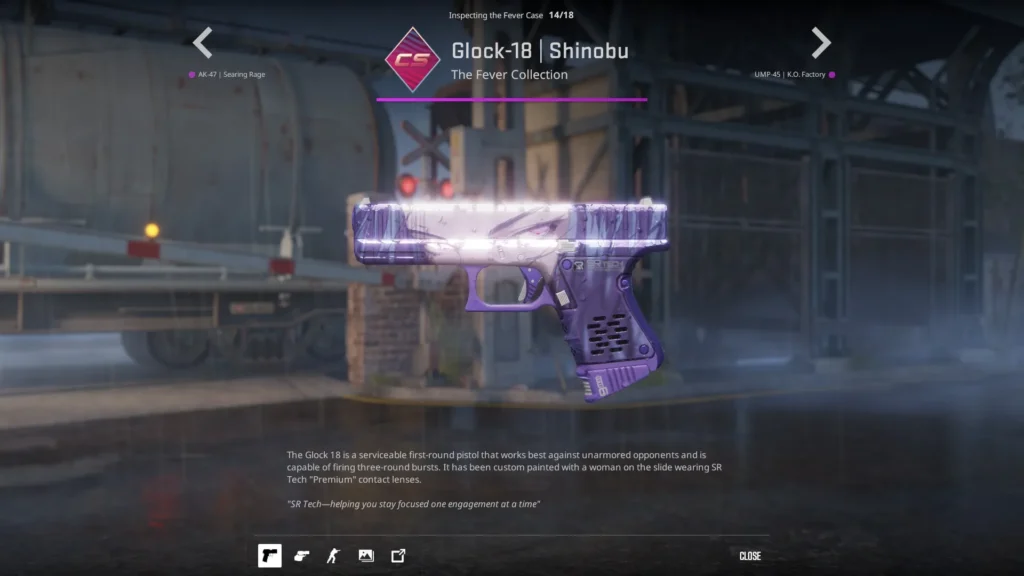 Inspecting the Fever Case 14/18
CS
Glock-18 | Shinobu
The Fever Collection
AK-47 | Searing Rage
UMP-45 | K.O. Factory
The Glock 18 is a serviceable first-round pistol that works best against unarmored opponents and is
capable of firing three-round bursts. It has been custom painted with a woman on the slide wearing SR
Tech "Premium" contact lenses.
"SR Tech—helping you stay focused one engagement at a time"
CLOSE